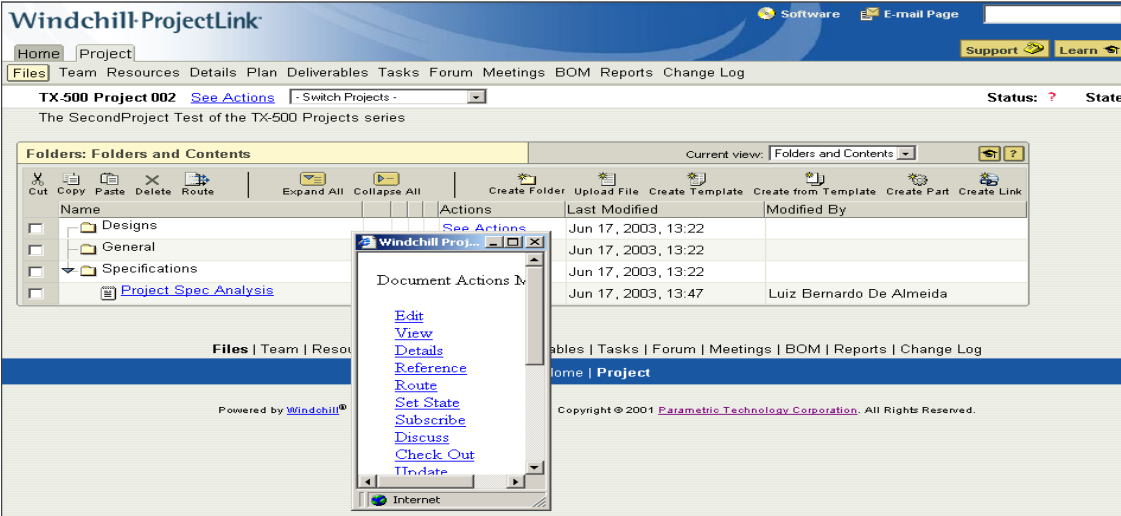 Windchill ProjectLink
Software E-mail Page
Home Project
Support Learn
Files Team Resources Details Plan Deliverables Tasks Forum Meetings BOM Reports Change Log
TX-500 Project 002 See Actions - Switch Projects - Status: ? State
The SecondProject Test of the TX-500 Projects series
Folders: Folders and Contents Current view: Folders and Contents ?
Cut Copy Paste Delete Route Expand All Collapse All Create Folder Upload File Create Template Create from Template Create Part Create Link
Name Actions Last Modified Modified By
Designs See Actions Jun 17, 2003, 13:22
General Jun 17, 2003, 13:22
Specifications Jun 17, 2003, 13:22
Project Spec Analysis Jun 17, 2003, 13:47 Luiz Bernardo De Almeida
Windchill Proj...
Document Actions M
Edit
View
Details
Reference
Route
Set State
Subscribe
Discuss
Check Out
Update
Internet
Files | Team | Resou ables | Tasks | Forum | Meetings | BOM | Reports | Change Log
ome | Project
Powered by Windchill® Copyright © 2001 Parametric Technology Corporation. All Rights Reserved.